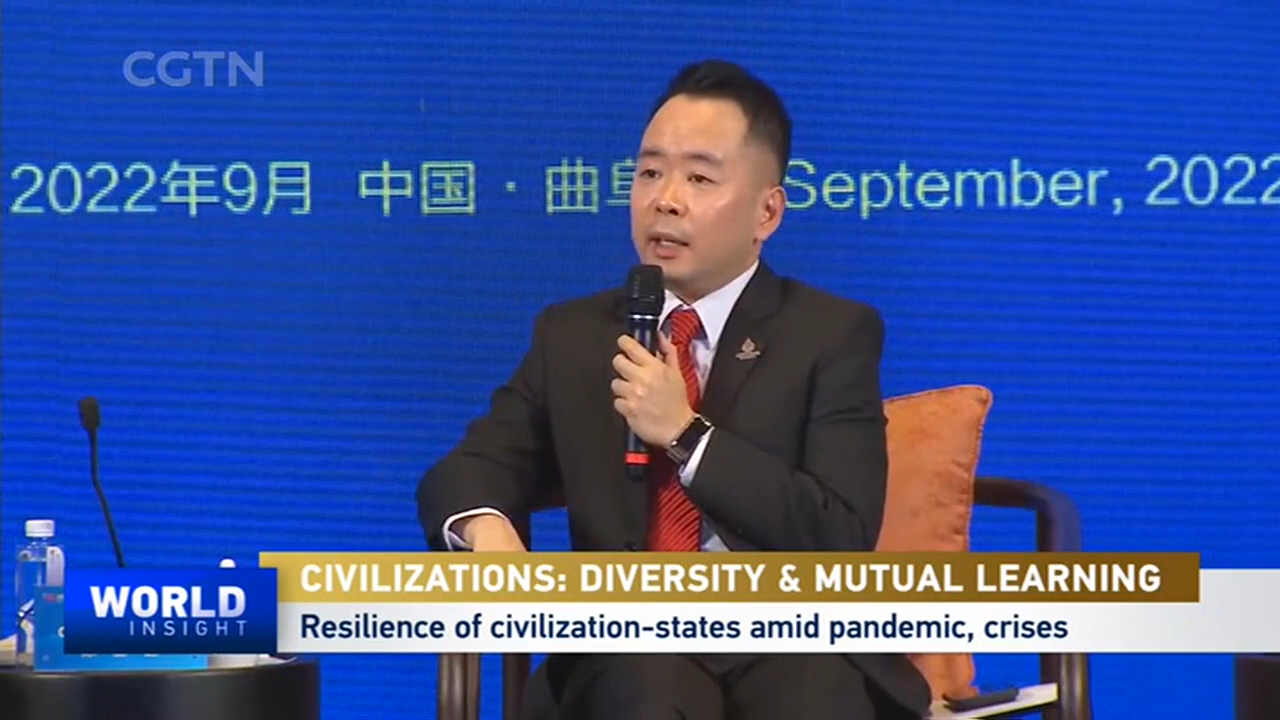 CGTN
2022年9月 中国·曲 September, 2022
CIVILIZATIONS: DIVERSITY & MUTUAL LEARNING
WORLD
INSIGHT
Resilience of civilization-states amid pandemic, crises